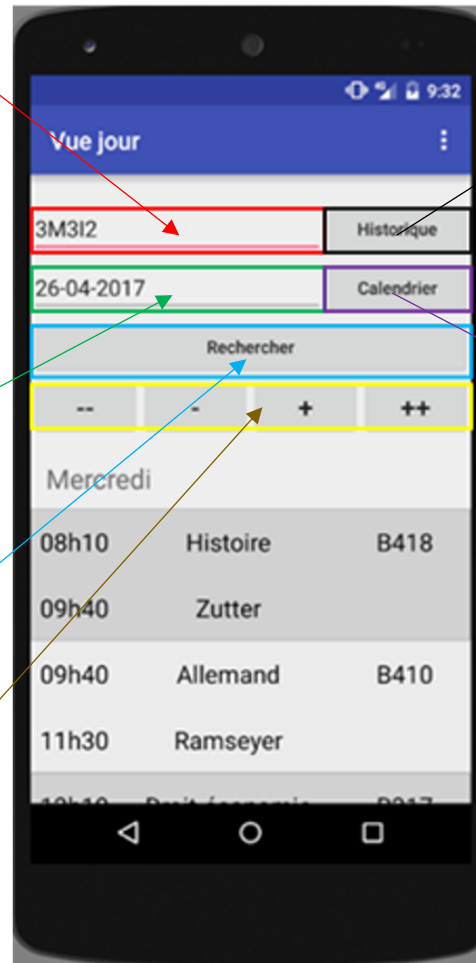 9:32
Vue jour
3M3I2 Historique
26-04-2017 Calendrier
Rechercher
-- - + ++
Mercredi
08h10 Histoire B418
09h40 Zutter
09h40 Allemand B410
11h30 Ramseyer